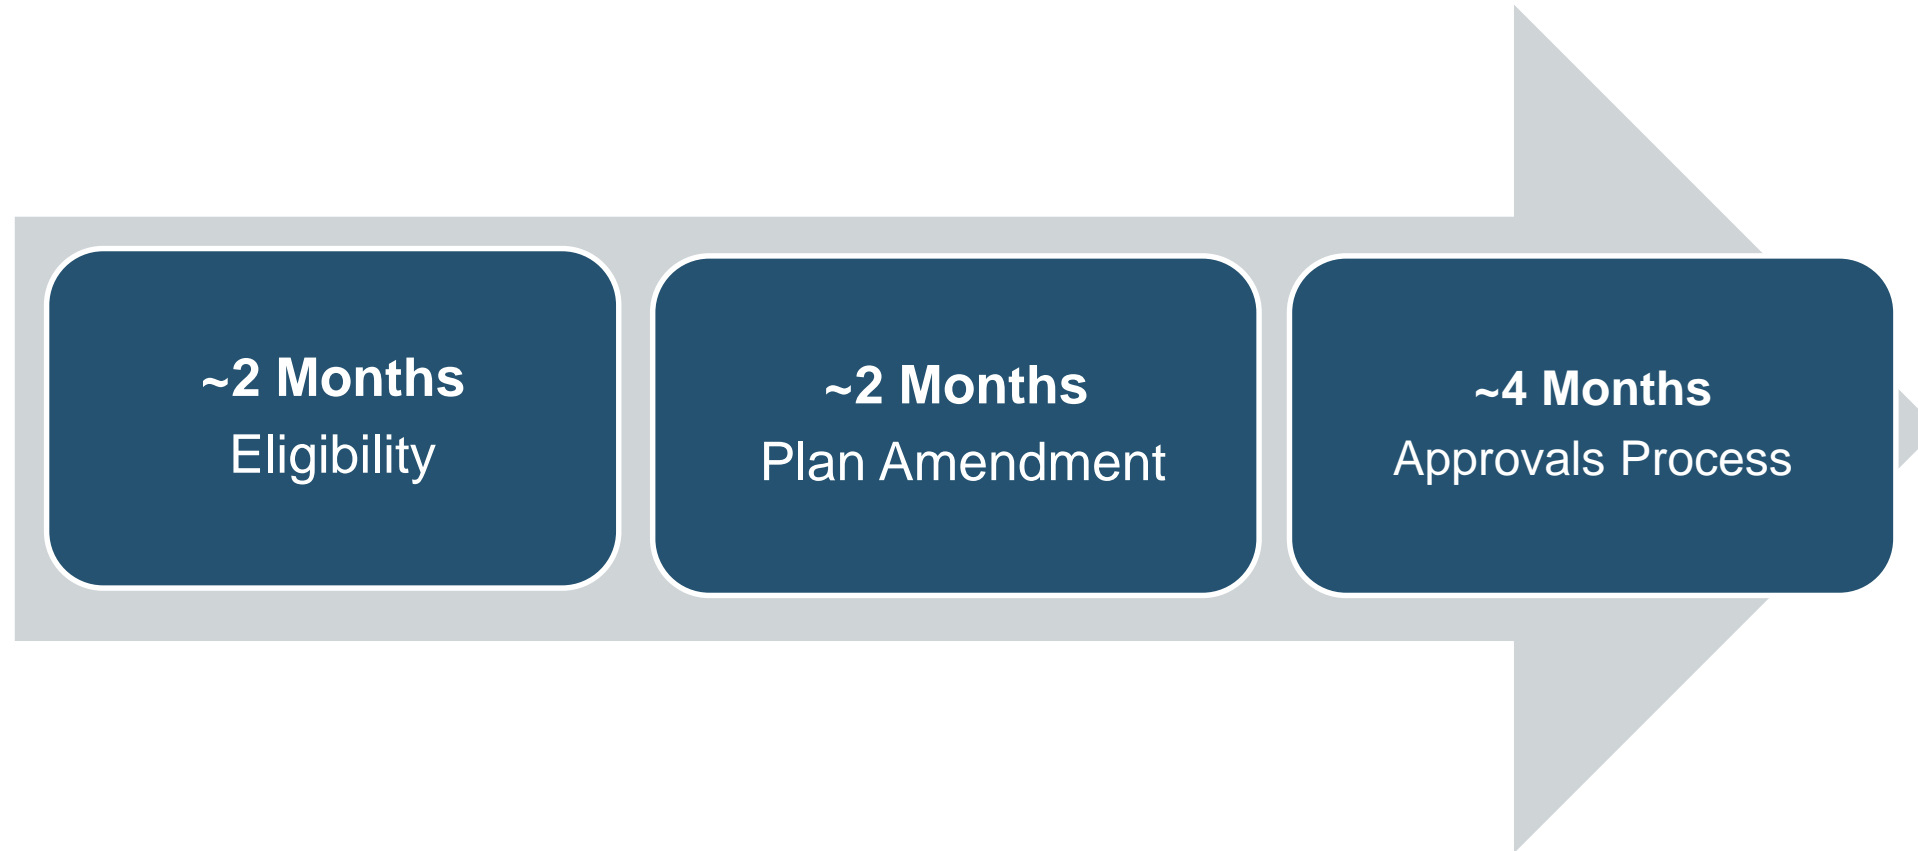 ~2 Months
Eligibility
~2 Months
Plan Amendment
~4 Months
Approvals Process